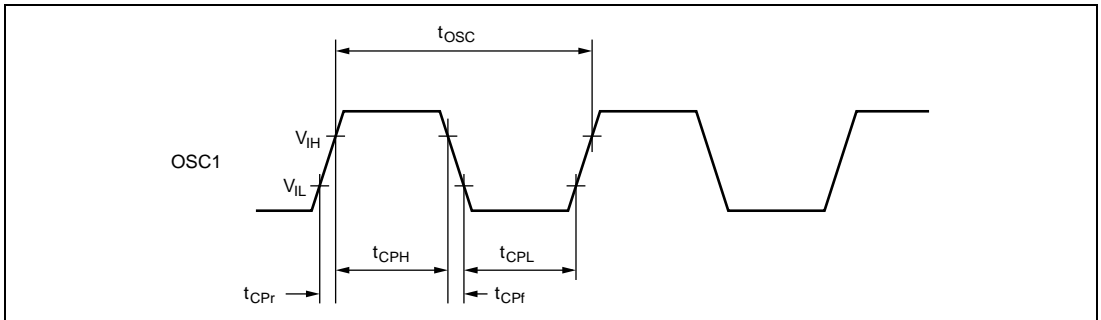 tOSC
VIH
OSC1
VIL
tCPH
tCPL
tCPr
tCPf